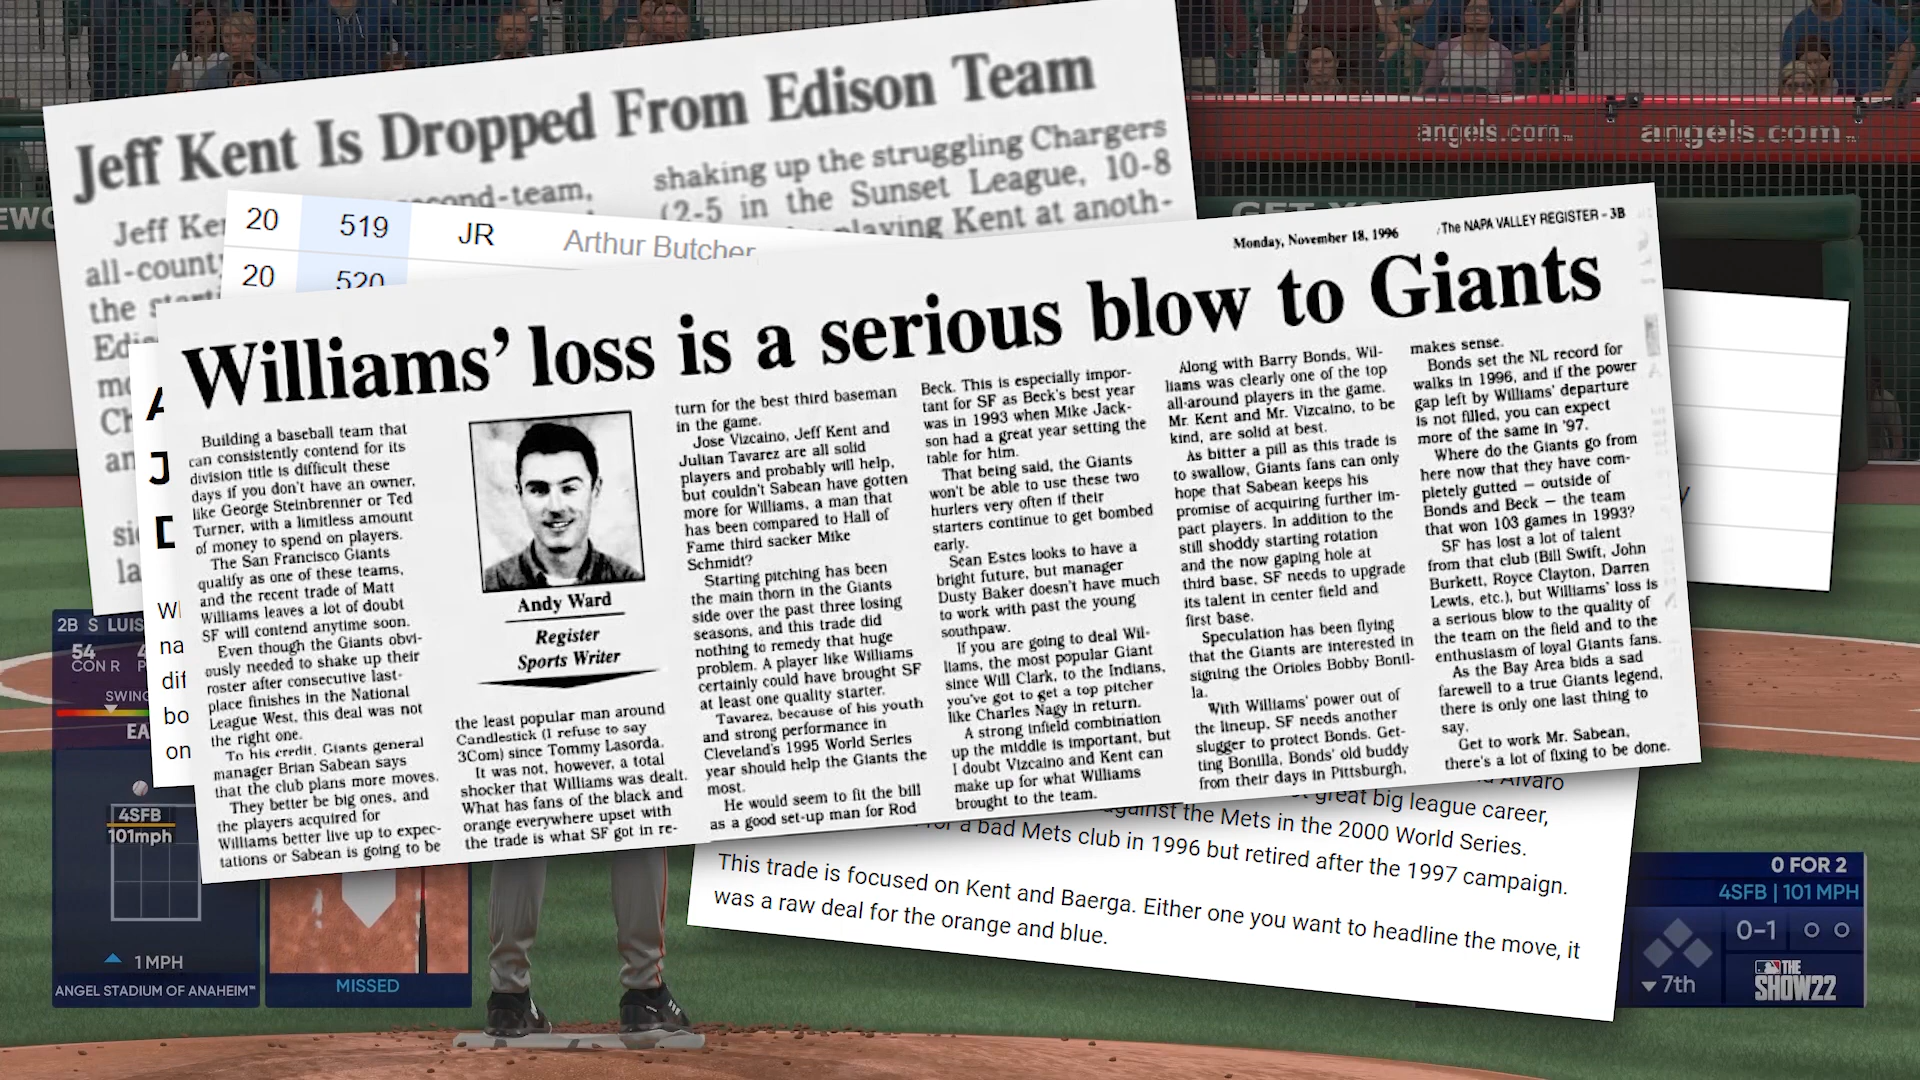 Jeff Kent Is Dropped From Edison Team
Jeff Ke
all-count
the
shaking up the struggling Chargers
(2-5 in the Sunset League, 10-8
playing Kent at anoth-
20 519 JR Arthur Butcher
20 520
angels.com
angels.com
Monday, November 18, 1996
The NAPA VALLEY REGISTER - 3B
Williams' loss is a serious blow to Giants
Building a baseball team that
can consistently contend for its
division title is difficult these
days if you don't have an owner,
like George Steinbrenner or Ted
Turner, with a limitless amount
of money to spend on players.
The San Francisco Giants
qualify as one of these teams,
and the recent trade of Matt
Williams leaves a lot of doubt
SF will contend anytime soon.
Even though the Giants obvi-
ously needed to shake up their
roster after consecutive last-
place finishes in the National
League West, this deal was not
the right one.
To his credit, Giants general
manager Brian Sabean says
that the club plans more moves.
They better be big ones, and
the players acquired for
Williams better live up to expec-
tations or Sabean is going to be
Andy Ward
Register
Sports Writer
the least popular man around
Candlestick (I refuse to say
3Com) since Tommy Lasorda.
It was not, however, a total
shocker that Williams was dealt.
What has fans of the black and
orange everywhere upset with
the trade is what SF got in re-
turn for the best third baseman
in the game.
Jose Vizcaino, Jeff Kent and
Julian Tavarez are all solid
players and probably will help,
but couldn't Sabean have gotten
more for Williams, a man that
has been compared to Hall of
Fame third sacker Mike
Schmidt?
Starting pitching has been
the main thorn in the Giants
side over the past three losing
seasons, and this trade did
nothing to remedy that huge
problem. A player like Williams
certainly could have brought SF
at least one quality starter.
Tavarez, because of his youth
and strong performance in
Cleveland's 1995 World Series
year should help the Giants the
most.
He would seem to fit the bill
as a good set-up man for Rod
Beck. This is especially impor-
tant for SF as Beck's best year
was in 1993 when Mike Jack-
son had a great year setting the
table for him.
That being said, the Giants
won't be able to use these two
hurlers very often if their
starters continue to get bombed
early.
Sean Estes looks to have a
bright future, but manager
Dusty Baker doesn't have much
to work with past the young
southpaw.
If you are going to deal Wil-
liams, the most popular Giant
since Will Clark, to the Indians,
you've got to get a top pitcher
like Charles Nagy in return.
A strong infield combination
up the middle is important, but
I doubt Vizcaino and Kent can
make up for what Williams
brought to the team.
Along with Barry Bonds, Wil-
liams was clearly one of the top
all-around players in the game.
Mr. Kent and Mr. Vizcaino, to be
kind, are solid at best.
As bitter a pill as this trade is
to swallow, Giants fans can only
hope that Sabean keeps his
promise of acquiring further im-
pact players. In addition to the
still shoddy starting rotation
and the now gaping hole at
third base, SF needs to upgrade
its talent in center field and
first base.
Speculation has been flying
that the Giants are interested in
signing the Orioles Bobby Bonil-
la.
With Williams' power out of
the lineup, SF needs another
slugger to protect Bonds. Get-
ting Bonilla, Bonds' old buddy
from their days in Pittsburgh,
makes sense.
Bonds set the NL record for
walks in 1996, and if the power
gap left by Williams' departure
is not filled, you can expect
more of the same in '97.
Where do the Giants go from
here now that they have com-
pletely gutted — outside of
Bonds and Beck — the team
that won 103 games in 1993?
SF has lost a lot of talent
from that club (Bill Swift, John
Burkett, Royce Clayton, Darren
Lewis, etc.), but Williams' loss is
a serious blow to the quality of
the team on the field and to the
enthusiasm of loyal Giants fans.
As the Bay Area bids a sad
farewell to a true Giants legend,
there is only one last thing to
say.
Get to work Mr. Sabean,
there's a lot of fixing to be done.
Alvaro
great big league career,
against the Mets in the 2000 World Series.
for a bad Mets club in 1996 but retired after the 1997 campaign.
This trade is focused on Kent and Baerga. Either one you want to headline the move, it
was a raw deal for the orange and blue.
2B S LUIS
54
CON R
SWING
EA
4SFB
101mph
1 MPH
ANGEL STADIUM OF ANAHEIM™
MISSED
0 FOR 2
4SFB | 101 MPH
0-1
7th
MLB THE SHOW22